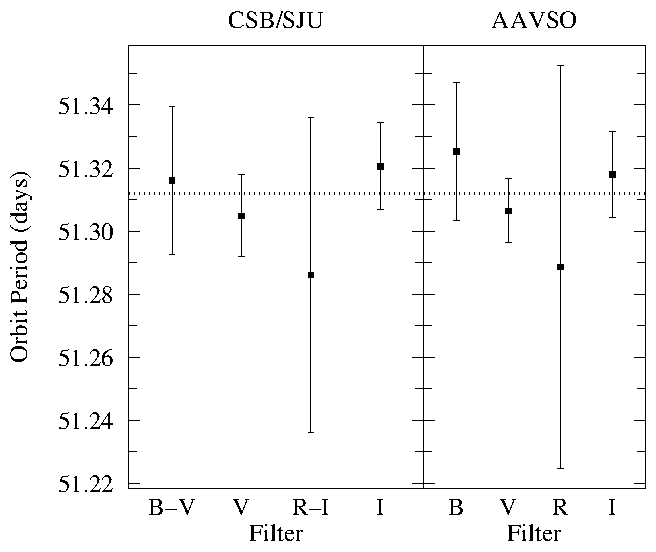 CSB/SJU AAVSO
51.34
51.32
51.30
51.28
51.26
51.24
51.22
Orbit Period (days)
B–V V R–I I B V R I
Filter Filter